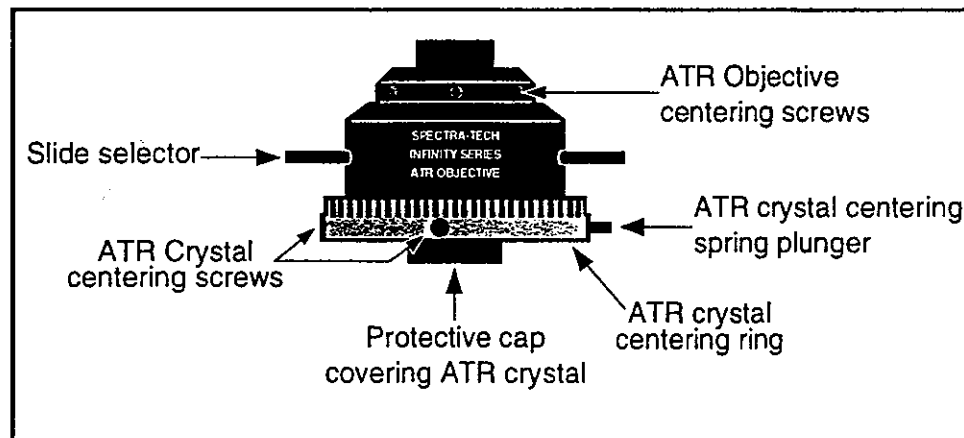 ATR Objective
centering screws
SPECTRA-TECH
INFINITY SERIES
ATR OBJECTIVE
Slide selector
ATR crystal centering
spring plunger
ATR Crystal
centering screws
ATR crystal
centering ring
Protective cap
covering ATR crystal